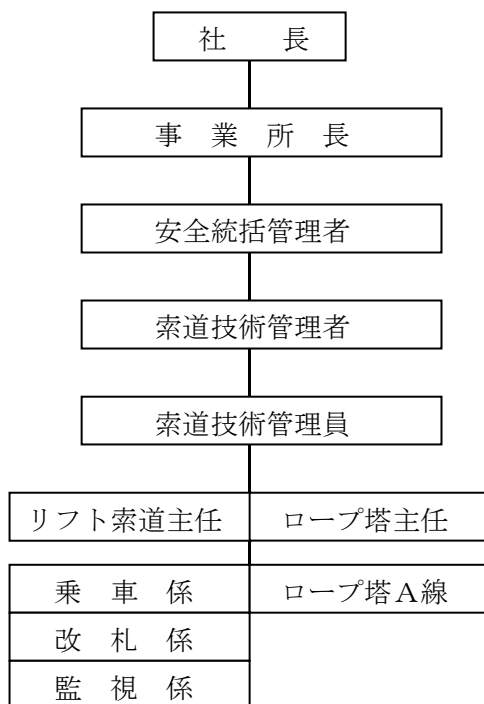 社　長
事　業　所　長
安全統括管理者
索道技術管理者
索道技術管理員
リフト索道主任　ロープ塔主任
乗　車　係　ロープ塔Ａ線
改　札　係
監　視　係